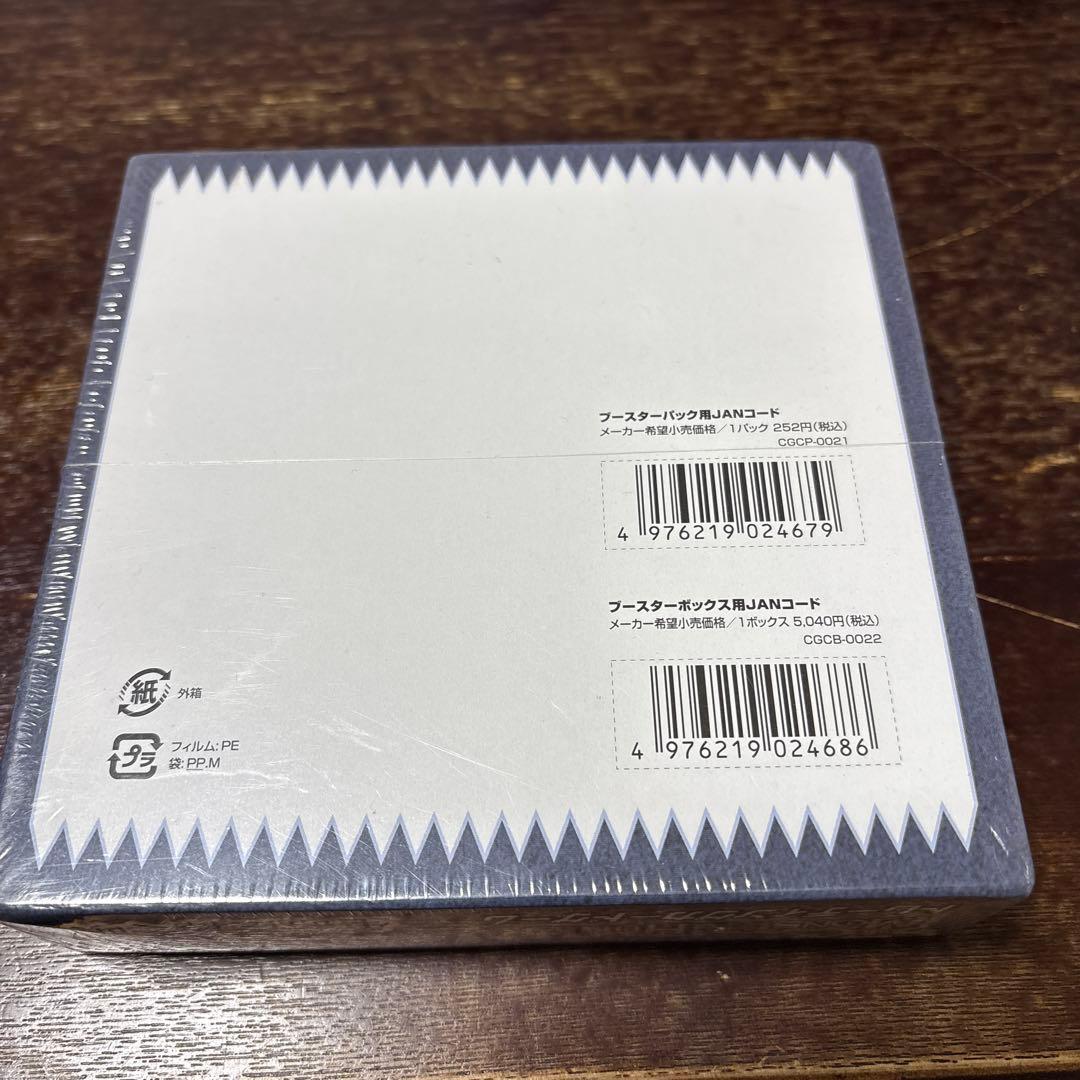 ブースターパック用JANコード
メーカー希望小売価格／1パック 252円(税込)
CGCP-0021
4 976219 024679
ブースターボックス用JANコード
メーカー希望小売価格／1ボックス 5,040円(税込)
CGCB-0022
4 976219 024686
紙 外箱
プラ フィルム:PE
袋:PP.M